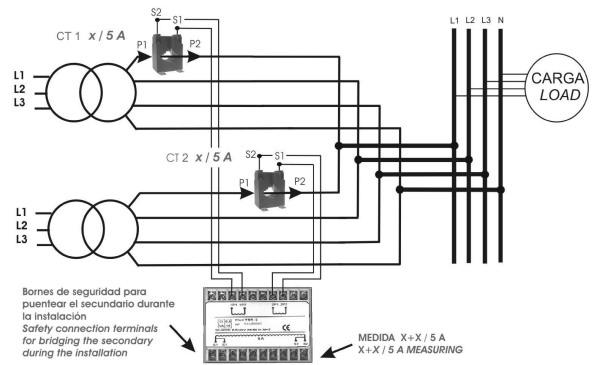 S2 S1
CT 1 x / 5 A
P1 P2
L1
L2
L3
L1 L2 L3 N
CARGA
LOAD
CT 2 x / 5 A
S2 S1
P1 P2
L1
L2
L3
Bornes de seguridad para
puentear el secundario durante
la instalación
Safety connection terminals
for bridging the secondary
during the installation
CE
5 A
MEDIDA X+X / 5 A
X+X / 5 A MEASURING